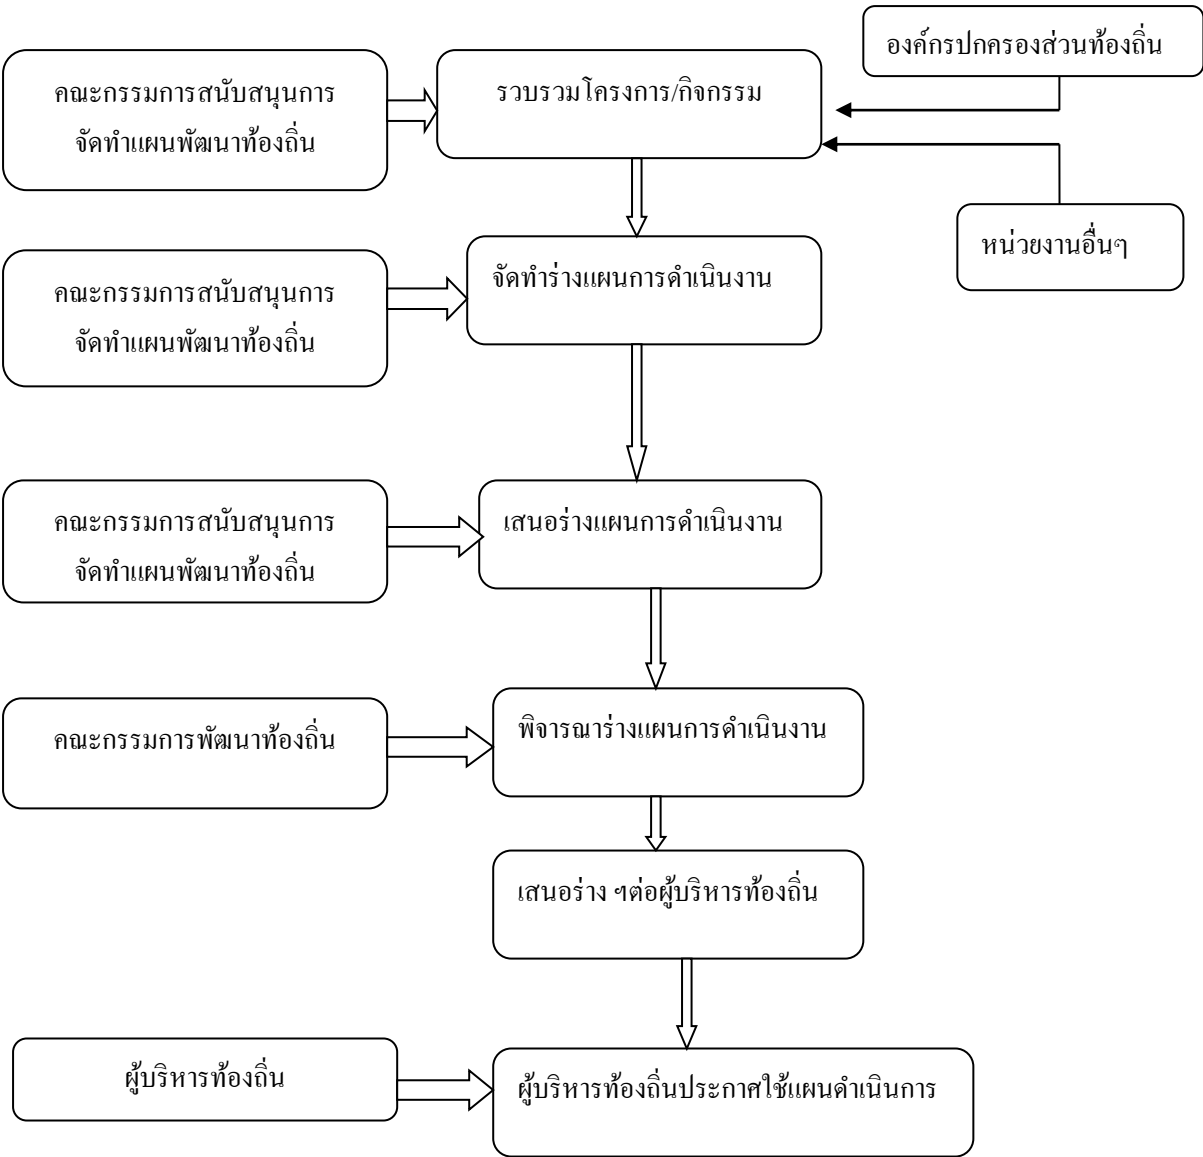 องค์กรปกครองส่วนท้องถิ่น
คณะกรรมการสนับสนุนการ
จัดทำแผนพัฒนาท้องถิ่น
รวบรวมโครงการ/กิจกรรม
หน่วยงานอื่นๆ
คณะกรรมการสนับสนุนการ
จัดทำแผนพัฒนาท้องถิ่น
จัดทำร่างแผนการดำเนินงาน
คณะกรรมการสนับสนุนการ
จัดทำแผนพัฒนาท้องถิ่น
เสนอร่างแผนการดำเนินงาน
คณะกรรมการพัฒนาท้องถิ่น
พิจารณาร่างแผนการดำเนินงาน
เสนอร่าง ฯต่อผู้บริหารท้องถิ่น
ผู้บริหารท้องถิ่น
ผู้บริหารท้องถิ่นประกาศใช้แผนดำเนินการ